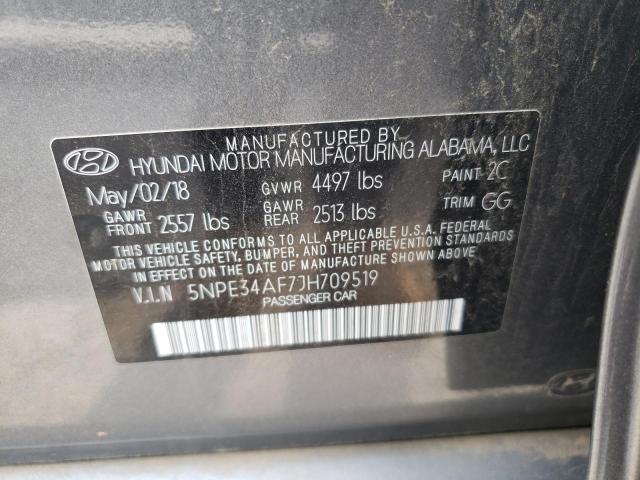 MANUFACTURED BY
HYUNDAI MOTOR MANUFACTURING ALABAMA, LLC
May/02/18 GVWR 4497 lbs PAINT 2C
GAWR FRONT 2557 lbs GAWR REAR 2513 lbs TRIM GG
THIS VEHICLE CONFORMS TO ALL APPLICABLE U.S.A. FEDERAL
MOTOR VEHICLE SAFETY, BUMPER, AND THEFT PREVENTION STANDARDS
IN EFFECT ON THE DATE OF MANUFACTURE SHOWN ABOVE
V.I.N 5NPE34AF7JH709519
PASSENGER CAR